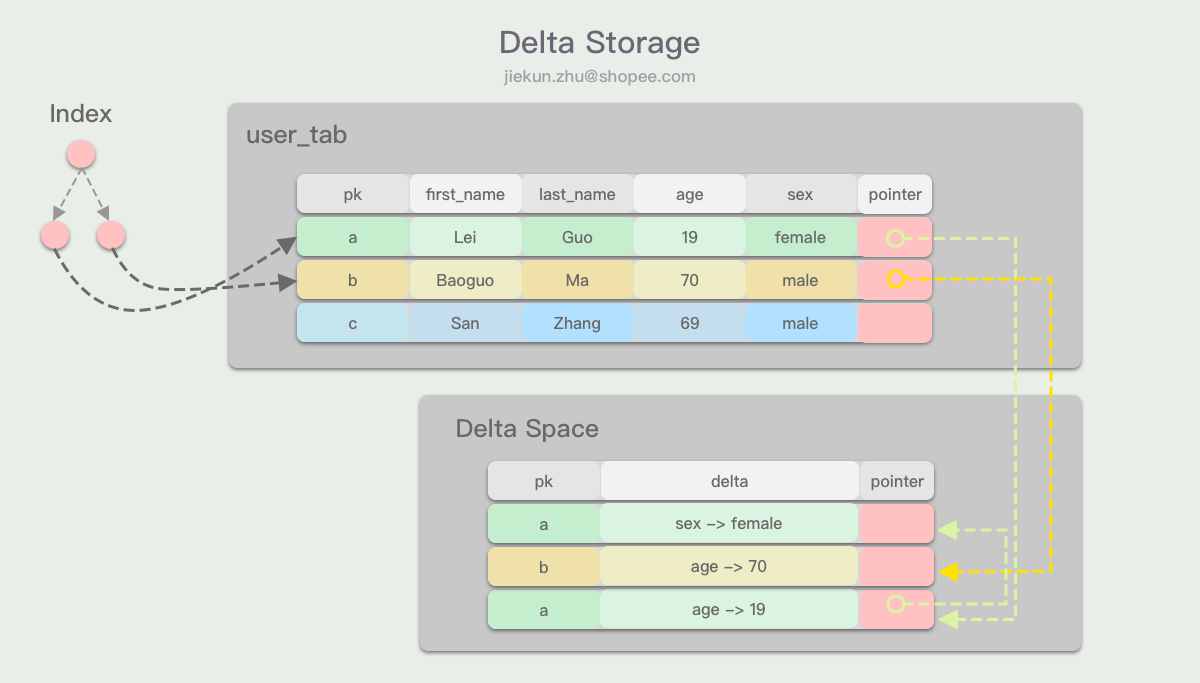 Delta Storage
jiekun.zhu@shopee.com
Index
user_tab
pk first_name last_name age sex pointer
a Lei Guo 19 female
b Baoguo Ma 70 male
c San Zhang 69 male
Delta Space
pk delta pointer
a sex –> female
b age –> 70
a age –> 19